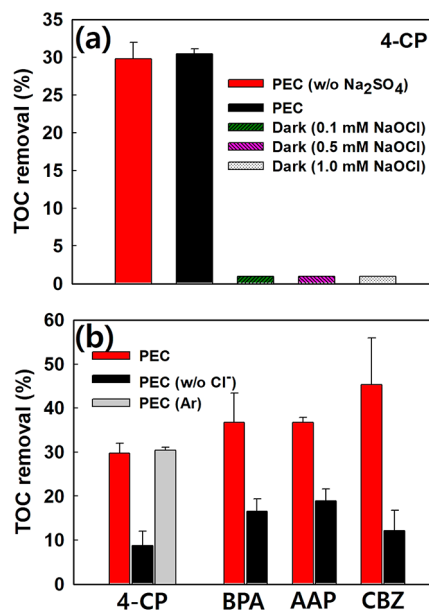 (a)
4-CP
PEC (w/o Na₂SO₄)
PEC
Dark (0.1 mM NaOCl)
Dark (0.5 mM NaOCl)
Dark (1.0 mM NaOCl)
TOC removal (%)
35
30
25
20
15
10
5
0
(b)
PEC
PEC (w/o Cl⁻)
PEC (Ar)
TOC removal (%)
60
50
40
30
20
10
0
4-CP BPA AAP CBZ